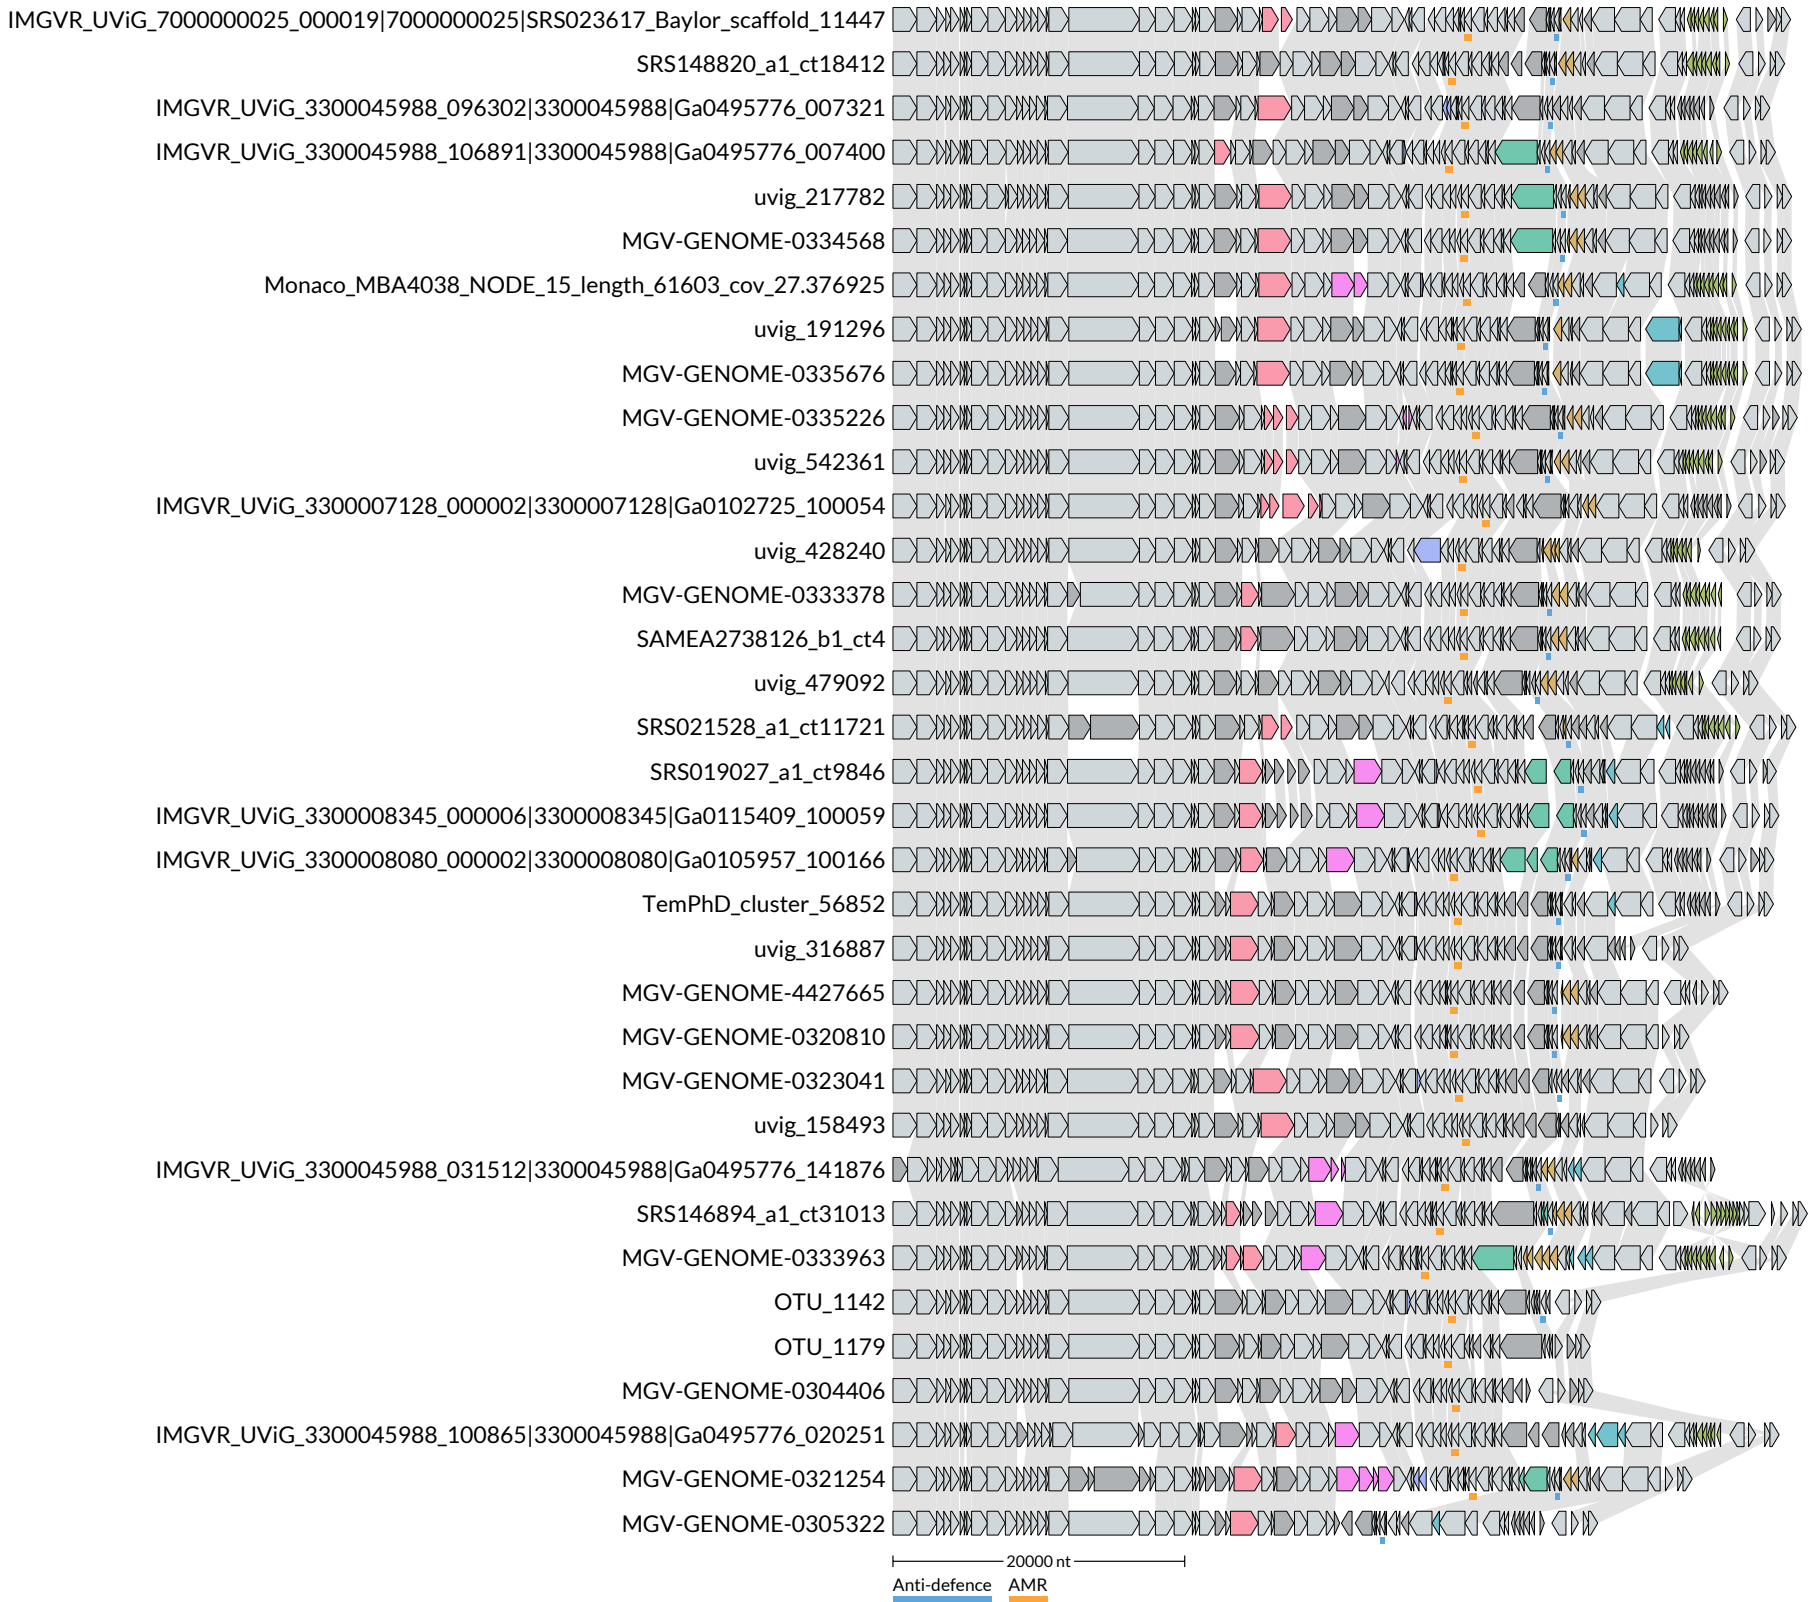 IMGVR_UViG_7000000025_000019|7000000025|SRS023617_Baylor_scaffold_11447
SRS148820_a1_ct18412
IMGVR_UViG_3300045988_096302|3300045988|Ga0495776_007321
IMGVR_UViG_3300045988_106891|3300045988|Ga0495776_007400
uvig_217782
MGV-GENOME-0334568
Monaco_MBA4038_NODE_15_length_61603_cov_27.376925
uvig_191296
MGV-GENOME-0335676
MGV-GENOME-0335226
uvig_542361
IMGVR_UViG_3300007128_000002|3300007128|Ga0102725_100054
uvig_428240
MGV-GENOME-0333378
SAMEA2738126_b1_ct4
uvig_479092
SRS021528_a1_ct11721
SRS019027_a1_ct9846
IMGVR_UViG_3300008345_000006|3300008345|Ga0115409_100059
IMGVR_UViG_3300008080_000002|3300008080|Ga0105957_100166
TemPhD_cluster_56852
uvig_316887
MGV-GENOME-4427665
MGV-GENOME-0320810
MGV-GENOME-0323041
uvig_158493
IMGVR_UViG_3300045988_031512|3300045988|Ga0495776_141876
SRS146894_a1_ct31013
MGV-GENOME-0333963
OTU_1142
OTU_1179
MGV-GENOME-0304406
IMGVR_UViG_3300045988_100865|3300045988|Ga0495776_020251
MGV-GENOME-0321254
MGV-GENOME-0305322
20000 nt
Anti-defence AMR